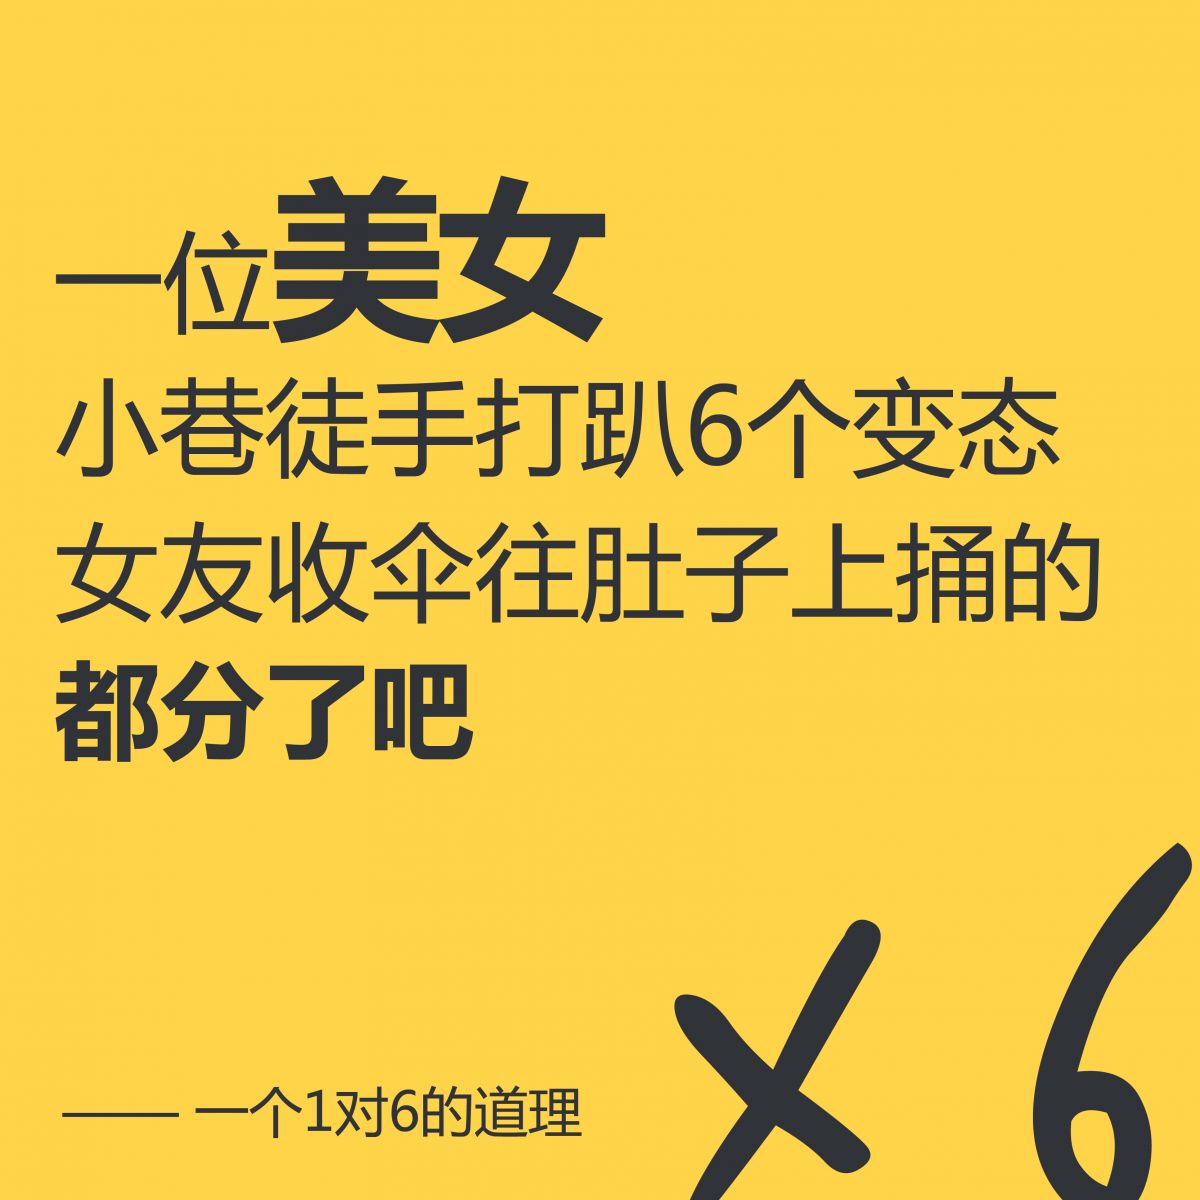 一位美女
小巷徒手打趴6个变态
女友收伞往肚子上捅的
都分了吧
×6
—— 一个1对6的道理